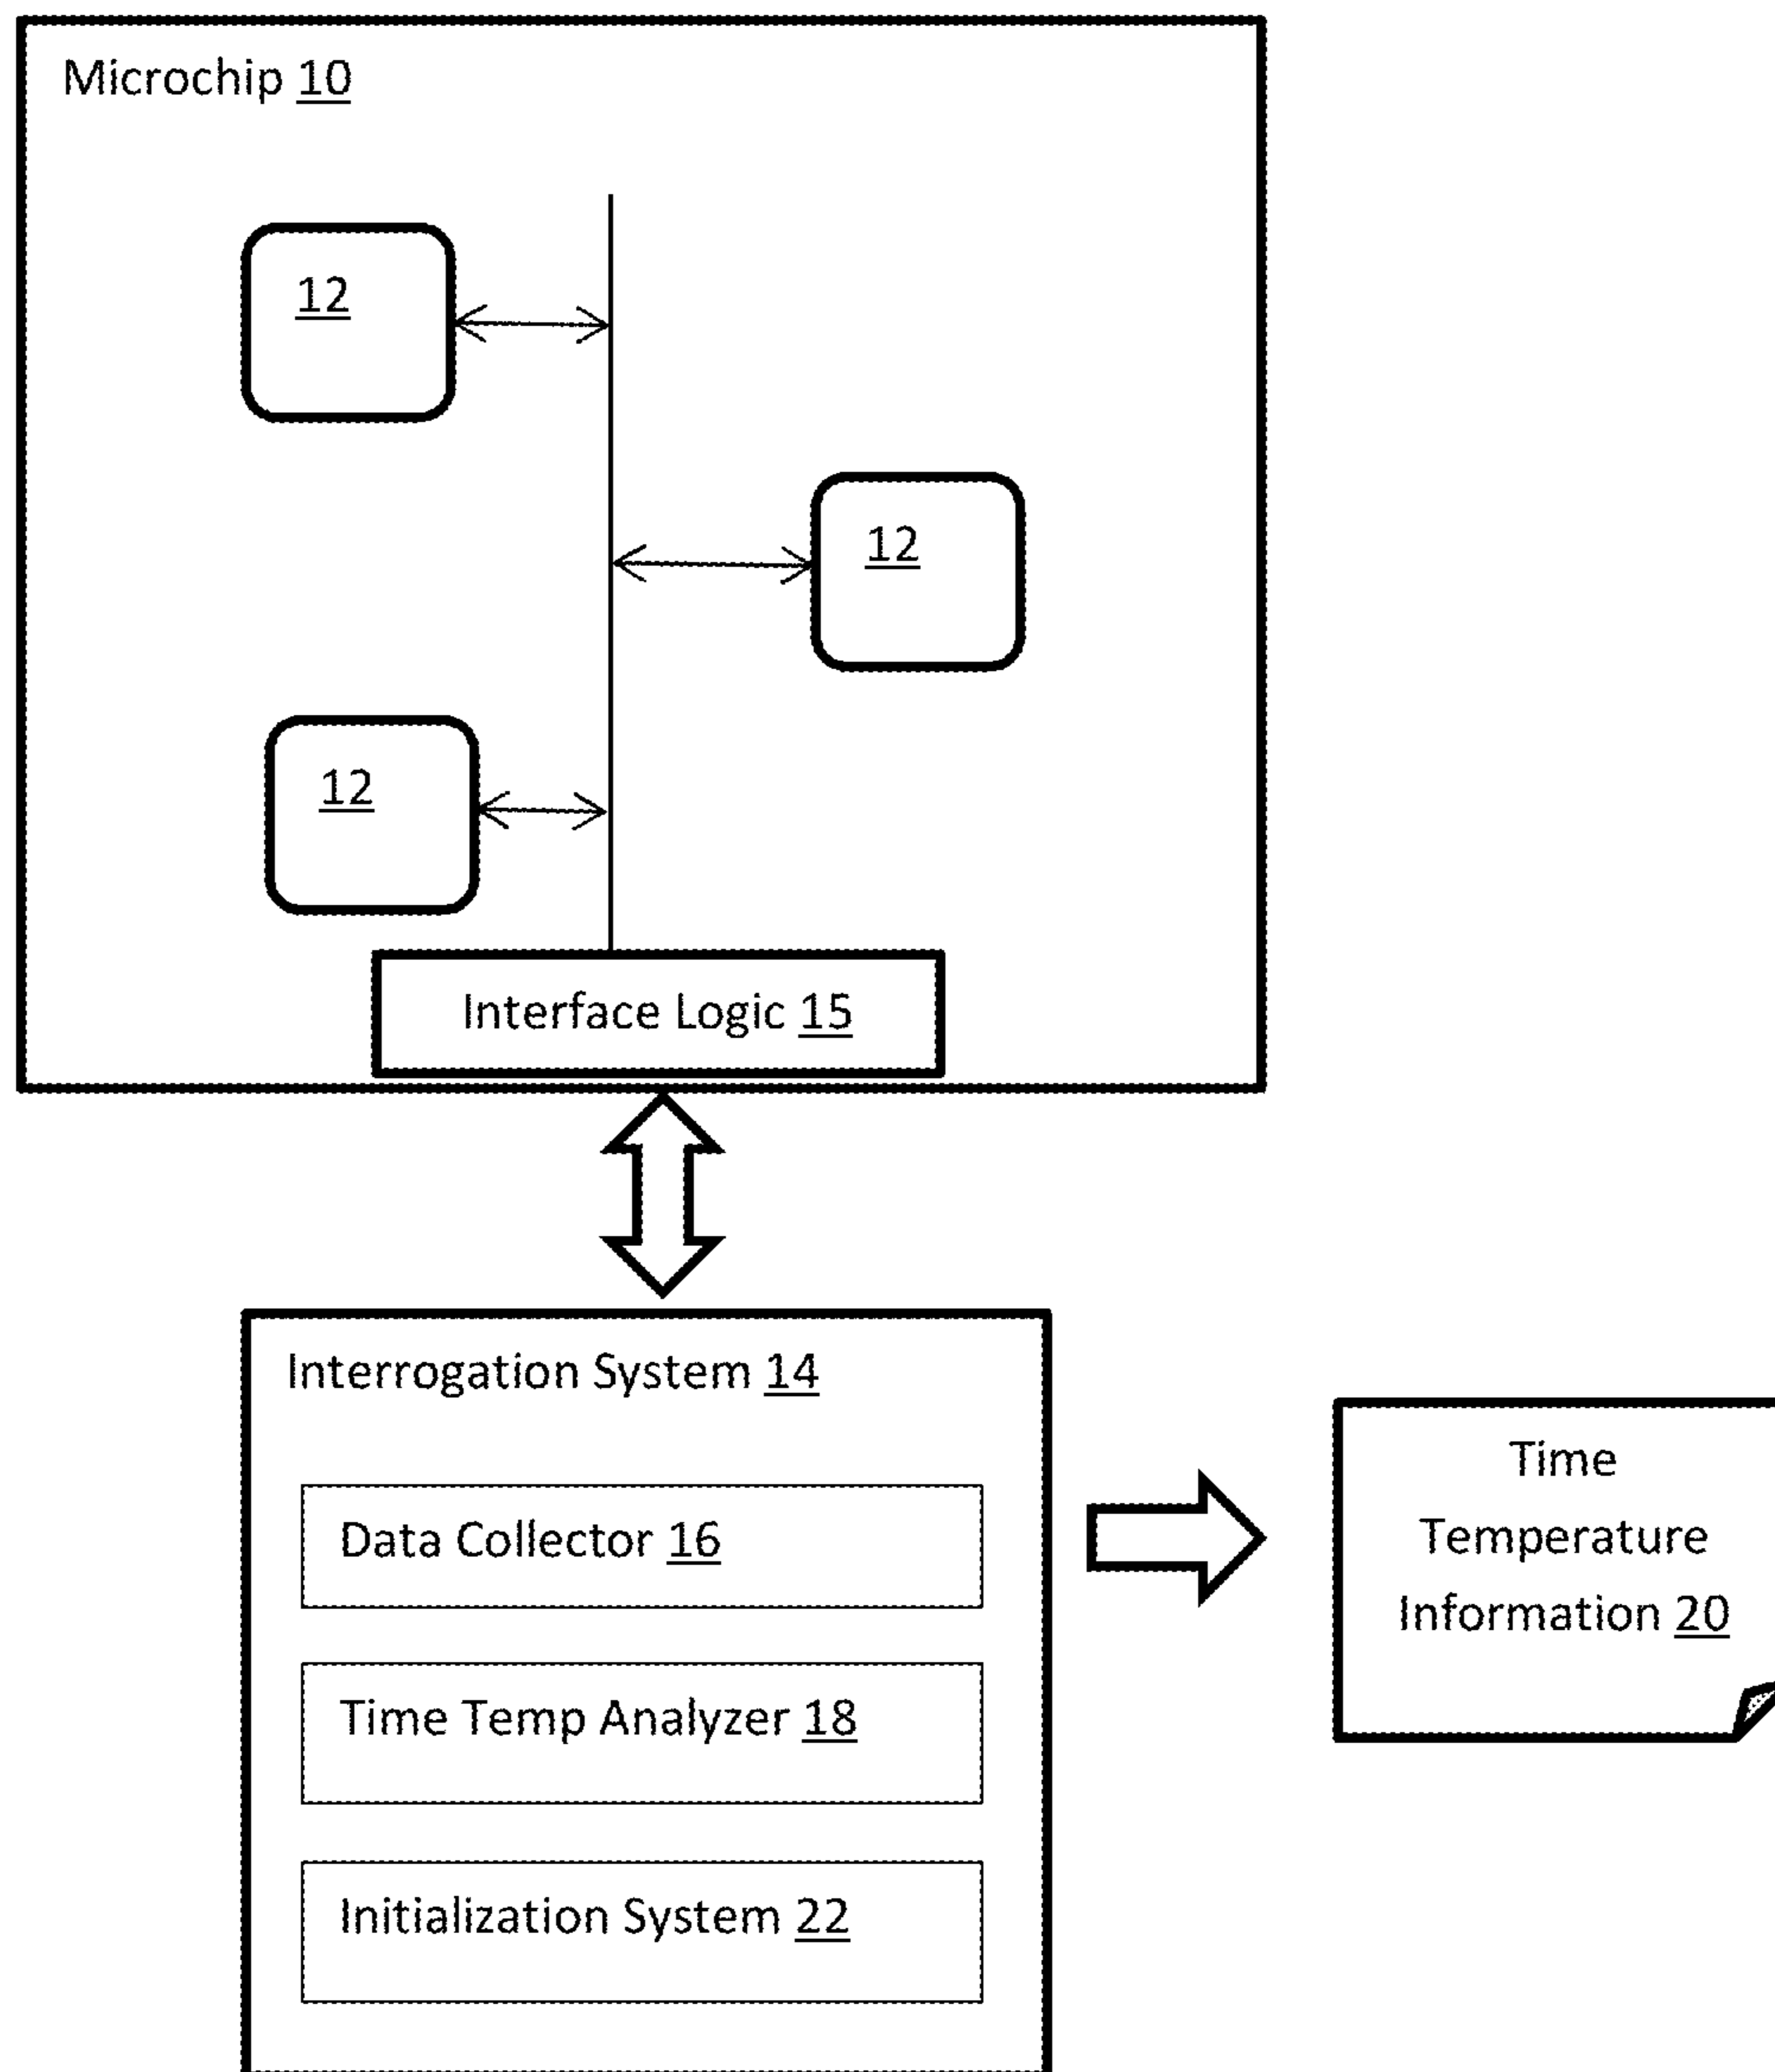 Microchip 10
12
12
12
Interface Logic 15
Interrogation System 14
Data Collector 16
Time Temp Analyzer 18
Initialization System 22
Time
Temperature
Information 20